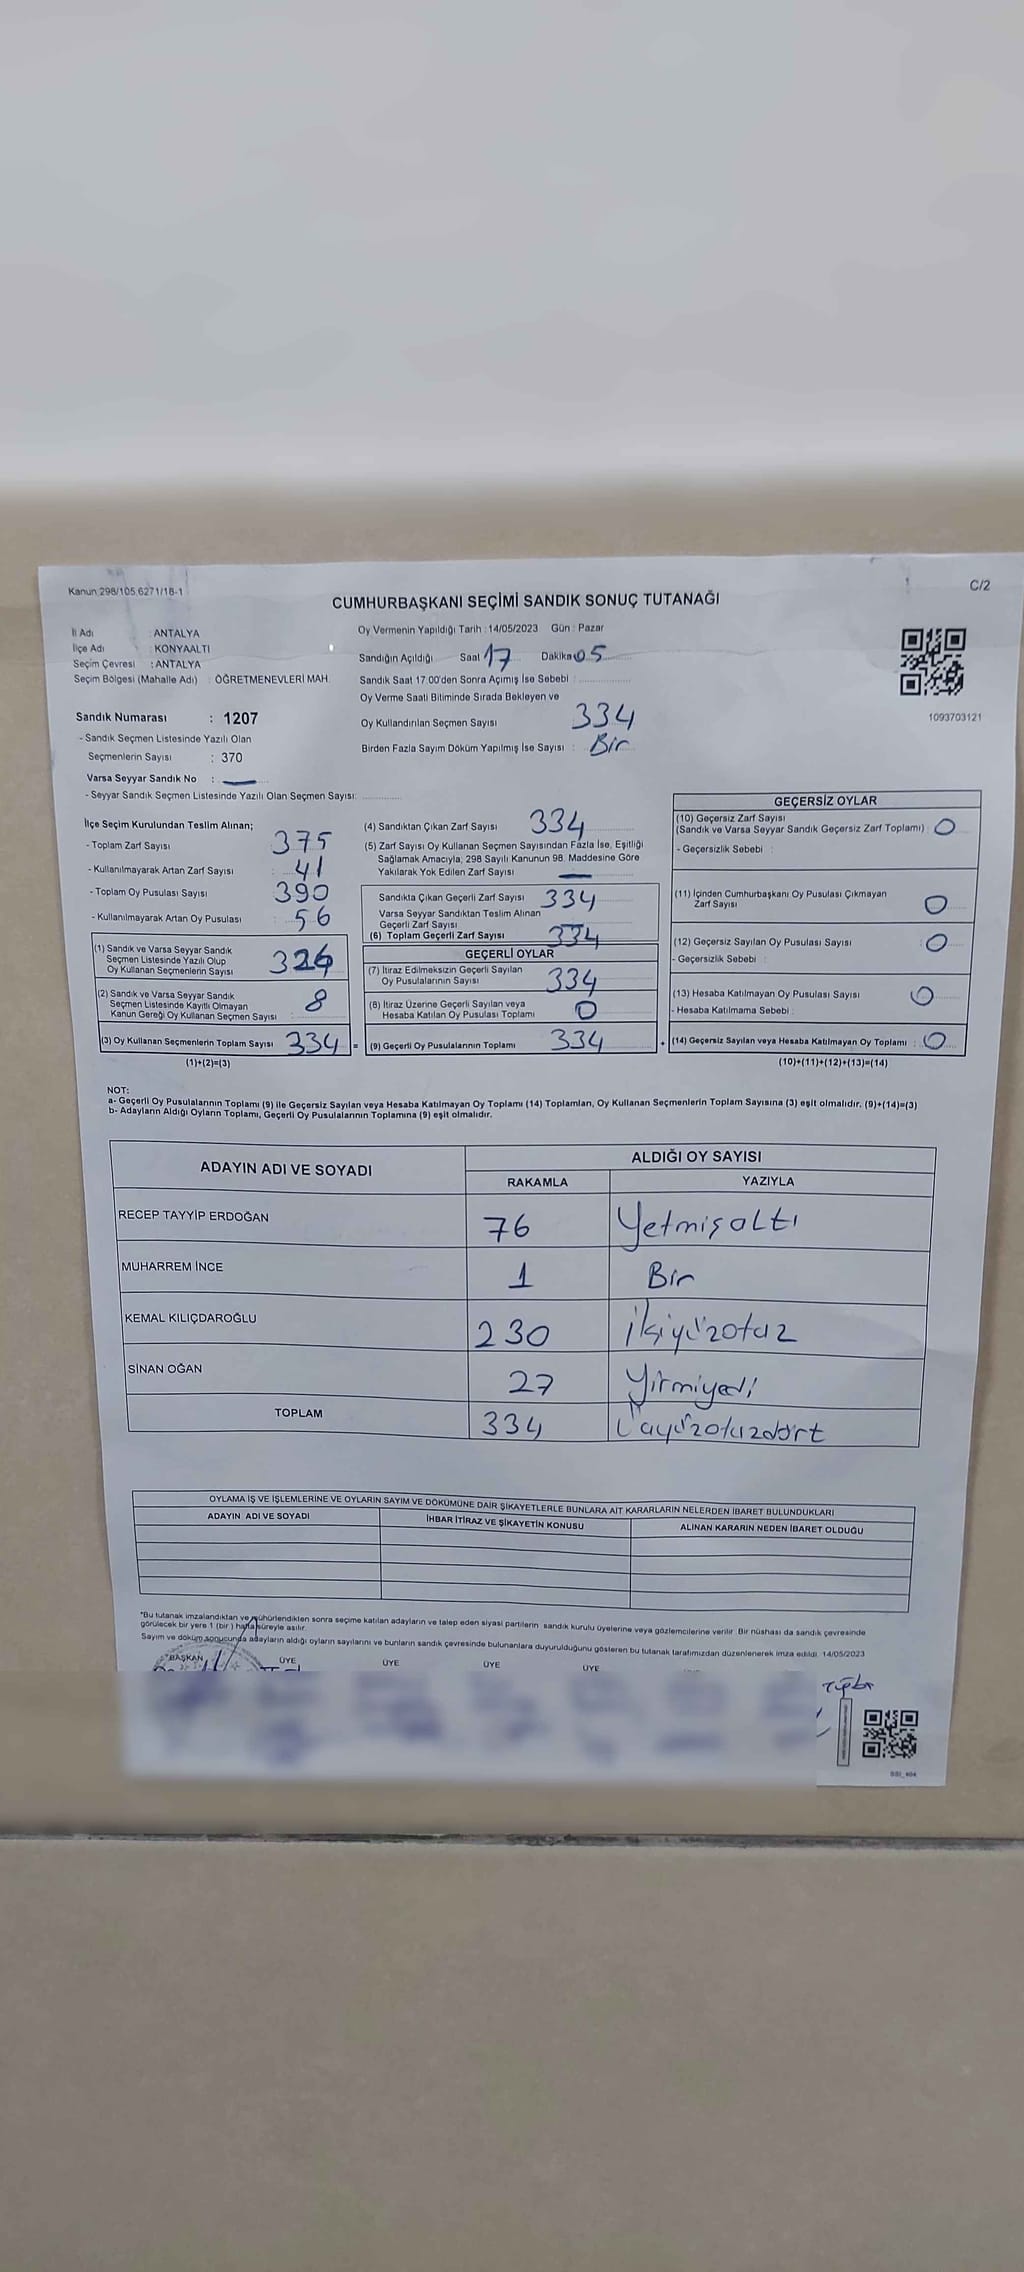 Kanun 298/105,6271/18-1
C/2
CUMHURBAŞKANI SEÇİMİ SANDIK SONUÇ TUTANAĞI
İl Adı : ANTALYA
İlçe Adı : KONYAALTI
Seçim Çevresi : ANTALYA
Seçim Bölgesi (Mahalle Adı) : ÖĞRETMENEVLERİ MAH.
Sandık Numarası : 1207
- Sandık Seçmen Listesinde Yazılı Olan
Seçmenlerin Sayısı : 370
Varsa Seyyar Sandık No : —
- Seyyar Sandık Seçmen Listesinde Yazılı Olan Seçmen Sayısı:
Oy Vermenin Yapıldığı Tarih : 14/05/2023 Gün : Pazar
Sandığın Açıldığı Saat 17 Dakika 05
Sandık Saat 17:00'den Sonra Açımış İse Sebebi :
Oy Verme Saati Bitiminde Sırada Bekleyen ve
Oy Kullandırılan Seçmen Sayısı 334
Birden Fazla Sayım Döküm Yapılmış İse Sayısı : Bir
1093703121
İlçe Seçim Kurulundan Teslim Alınan;
- Toplam Zarf Sayısı : 375
- Kullanılmayarak Artan Zarf Sayısı : 41
- Toplam Oy Pusulası Sayısı : 390
- Kullanılmayarak Artan Oy Pusulası : 56
(1) Sandık ve Varsa Seyyar Sandık
Seçmen Listesinde Yazılı Olup
Oy Kullanan Seçmenlerin Sayısı 326
(2) Sandık ve Varsa Seyyar Sandık
Seçmen Listesinde Kayıtlı Olmayan
Kanun Gereği Oy Kullanan Seçmen Sayısı : 8
(3) Oy Kullanan Seçmenlerin Toplam Sayısı 334 =
(1)+(2)=(3)
(4) Sandıktan Çıkan Zarf Sayısı 334
(5) Zarf Sayısı Oy Kullanan Seçmen Sayısından Fazla İse, Eşitliği
Sağlamak Amacıyla, 298 Sayılı Kanunun 98. Maddesine Göre
Yakılarak Yok Edilen Zarf Sayısı —
Sandıkta Çıkan Geçerli Zarf Sayısı 334
Varsa Seyyar Sandıktan Teslim Alınan
Geçerli Zarf Sayısı
(6) Toplam Geçerli Zarf Sayısı 334
GEÇERLİ OYLAR
(7) İtiraz Edilmeksizin Geçerli Sayılan
Oy Pusulalarının Sayısı 334
(8) İtiraz Üzerine Geçerli Sayılan veya
Hesaba Katılan Oy Pusulası Toplamı 0
(9) Geçerli Oy Pusulalarının Toplamı 334 +
GEÇERSİZ OYLAR
(10) Geçersiz Zarf Sayısı
(Sandık ve Varsa Seyyar Sandık Geçersiz Zarf Toplamı) : 0
- Geçersizlik Sebebi :
(11) İçinden Cumhurbaşkanı Oy Pusulası Çıkmayan
Zarf Sayısı 0
(12) Geçersiz Sayılan Oy Pusulası Sayısı : 0
- Geçersizlik Sebebi :
(13) Hesaba Katılmayan Oy Pusulası Sayısı : 0
- Hesaba Katılmama Sebebi :
(14) Geçersiz Sayılan veya Hesaba Katılmayan Oy Toplamı : 0
(10)+(11)+(12)+(13)=(14)
NOT:
a- Geçerli Oy Pusulalarının Toplamı (9) ile Geçersiz Sayılan veya Hesaba Katılmayan Oy Toplamı (14) Toplamları, Oy Kullanan Seçmenlerin Toplam Sayısına (3) eşit olmalıdır. (9)+(14)=(3)
b- Adayların Aldığı Oyların Toplamı, Geçerli Oy Pusulalarının Toplamına (9) eşit olmalıdır.
ADAYIN ADI VE SOYADI ALDIĞI OY SAYISI
RAKAMLA YAZIYLA
RECEP TAYYİP ERDOĞAN 76 Yetmişaltı
MUHARREM İNCE 1 Bir
KEMAL KILIÇDAROĞLU 230 ikiyüzotuz
SİNAN OĞAN 27 Yirmiyedi
TOPLAM 334 Üçyüzotuzdört
OYLAMA İŞ VE İŞLEMLERİNE VE OYLARIN SAYIM VE DÖKÜMÜNE DAİR ŞİKAYETLERLE BUNLARA AİT KARARLARIN NELERDEN İBARET BULUNDUKLARI
ADAYIN ADI VE SOYADI İHBAR İTİRAZ VE ŞİKAYETİN KONUSU ALINAN KARARIN NEDEN İBARET OLDUĞU
*Bu tutanak imzalandıktan ve mühürlendikten sonra seçime katılan adayların ve talep eden siyasi partilerin sandık kurulu üyelerine veya gözlemcilerine verilir. Bir nüshası da sandık çevresinde
görülecek bir yere 1 (bir) hafta süreyle asılır.
Sayım ve döküm sonucunda adayların aldığı oyların sayılarını ve bunların sandık çevresinde bulunanlara duyurulduğunu gösteren bu tutanak tarafımızdan düzenlenerek imza edildi. 14/05/2023
BAŞKAN ÜYE ÜYE ÜYE ÜYE